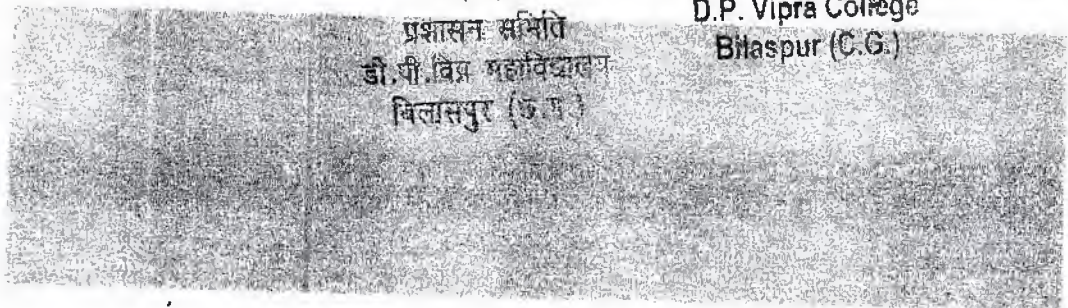 प्रशासन समिति
डी.पी.विप्र महाविद्यालय
बिलासपुर (छ.ग.)
D.P. Vipra College
Bilaspur (C.G.)